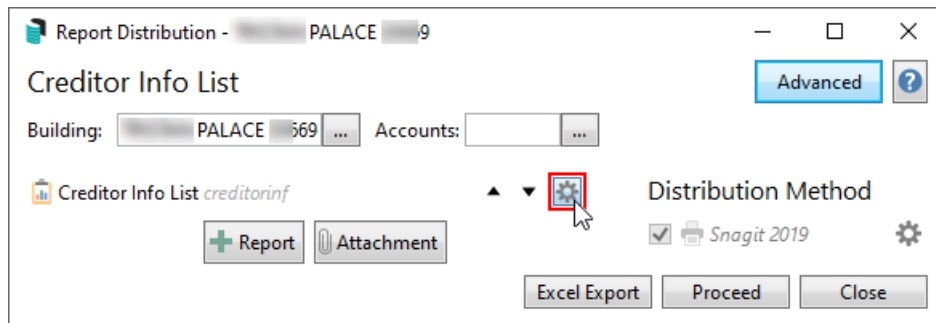 Report Distribution - PALACE 9
Creditor Info List
Advanced
?
Building: PALACE 569 ... Accounts: ...
Creditor Info List creditorinf
Distribution Method
Snagit 2019
Report Attachment
Excel Export Proceed Close